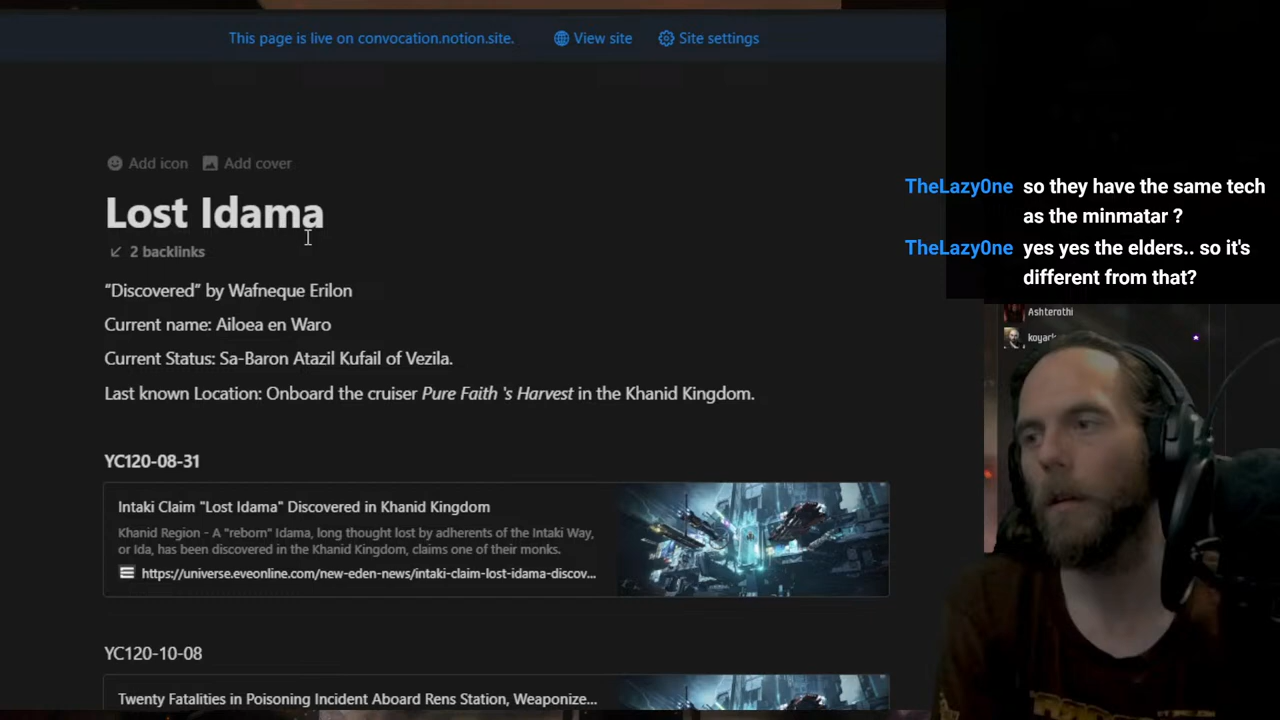 This page is live on convocation.notion.site.
View site
Site settings
Add icon
Add cover
Lost Idama
2 backlinks
“Discovered” by Wafneque Erilon
Current name: Ailoea en Waro
Current Status: Sa-Baron Atazil Kufail of Vezila.
Last known Location: Onboard the cruiser Pure Faith 's Harvest in the Khanid Kingdom.
YC120-08-31
Intaki Claim "Lost Idama" Discovered in Khanid Kingdom
Khanid Region - A "reborn" Idama, long thought lost by adherents of the Intaki Way,
or Ida, has been discovered in the Khanid Kingdom, claims one of their monks.
https://universe.eveonline.com/new-eden-news/intaki-claim-lost-idama-discov...
YC120-10-08
Twenty Fatalities in Poisoning Incident Aboard Rens Station, Weaponize...
TheLazy0ne so they have the same tech
as the minmatar ?
TheLazy0ne yes yes the elders.. so it's
different from that?
Ashterothi